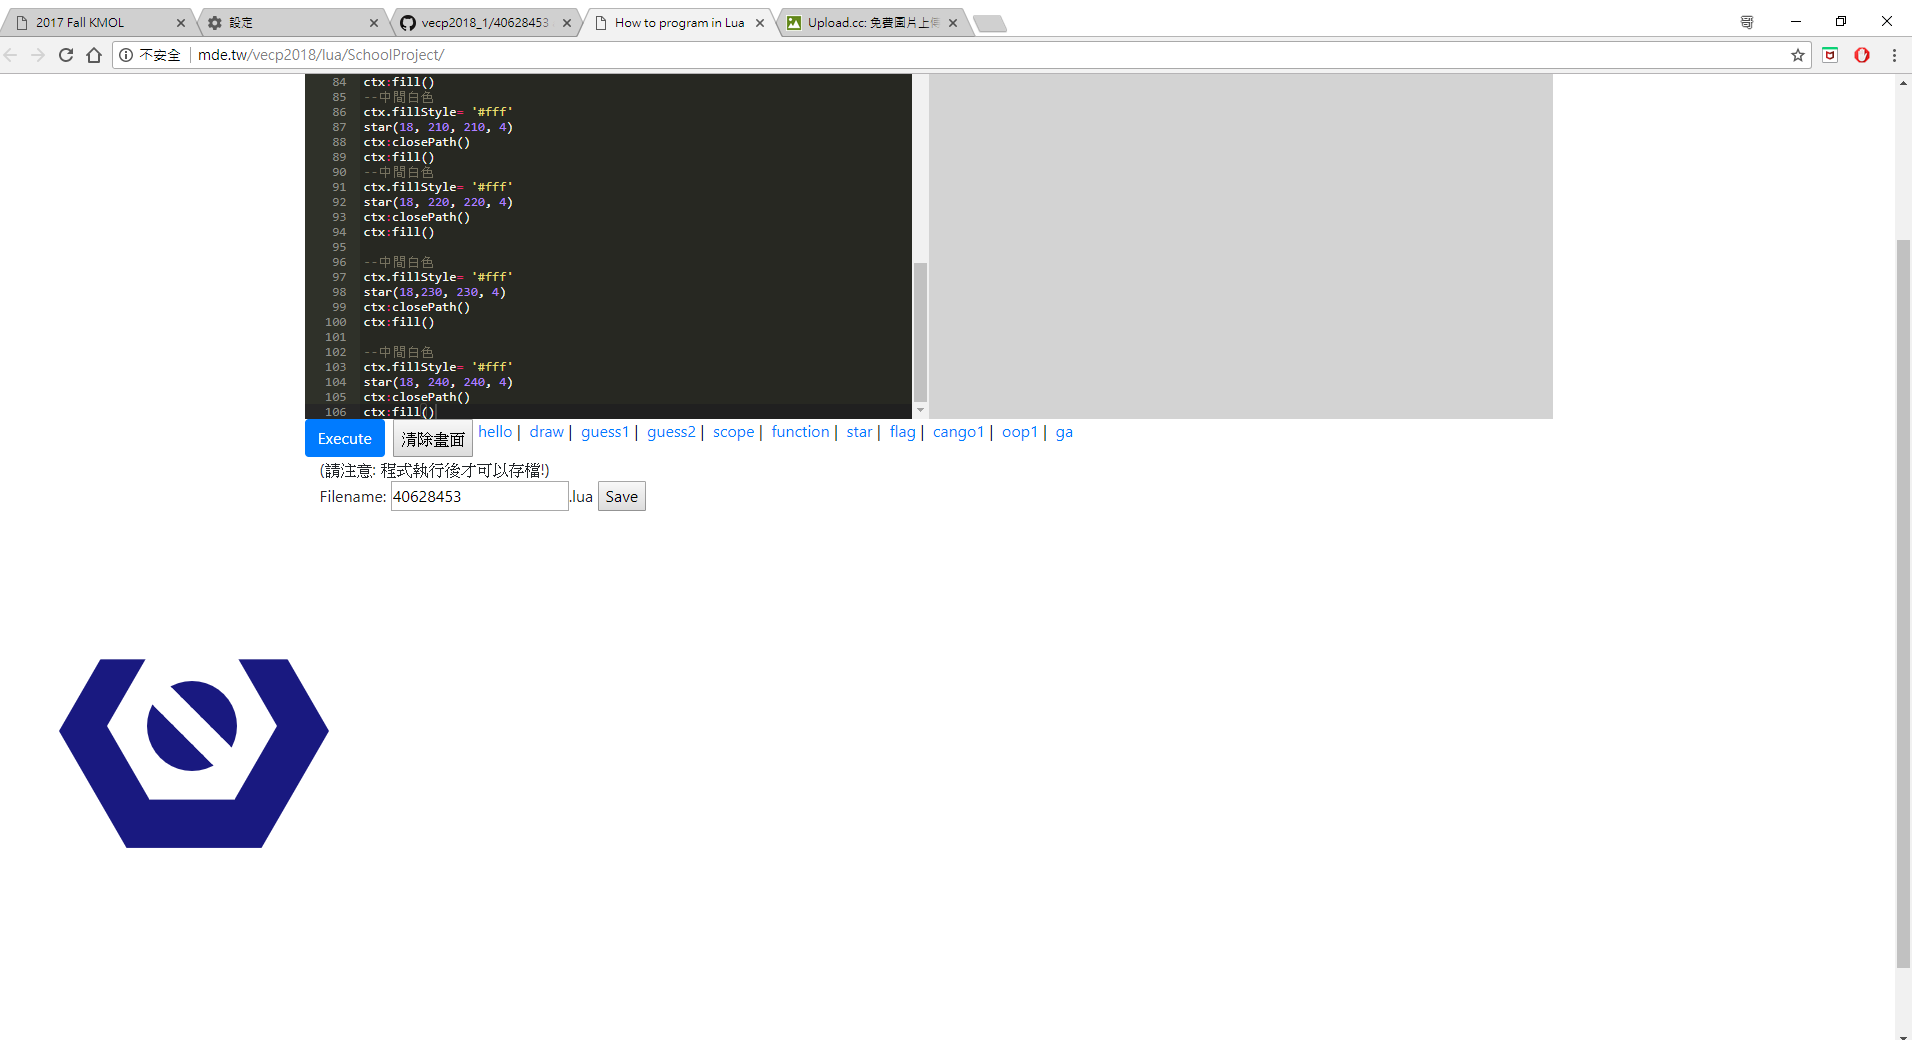 2017 Fall KMOL
設定
vecp2018_1/40628453
How to program in Lua
Upload.cc: 免費圖片上
不安全 mde.tw/vecp2018/lua/SchoolProject/
84 ctx:fill()
85 --中間白色
86 ctx.fillStyle= '#fff'
87 star(18, 210, 210, 4)
88 ctx:closePath()
89 ctx:fill()
90 --中間白色
91 ctx.fillStyle= '#fff'
92 star(18, 220, 220, 4)
93 ctx:closePath()
94 ctx:fill()
95
96 --中間白色
97 ctx.fillStyle= '#fff'
98 star(18,230, 230, 4)
99 ctx:closePath()
100 ctx:fill()
101
102 --中間白色
103 ctx.fillStyle= '#fff'
104 star(18, 240, 240, 4)
105 ctx:closePath()
106 ctx:fill()
Execute 清除畫面 hello | draw | guess1 | guess2 | scope | function | star | flag | cango1 | oop1 | ga
(請注意: 程式執行後才可以存檔!)
Filename: 40628453 .lua Save